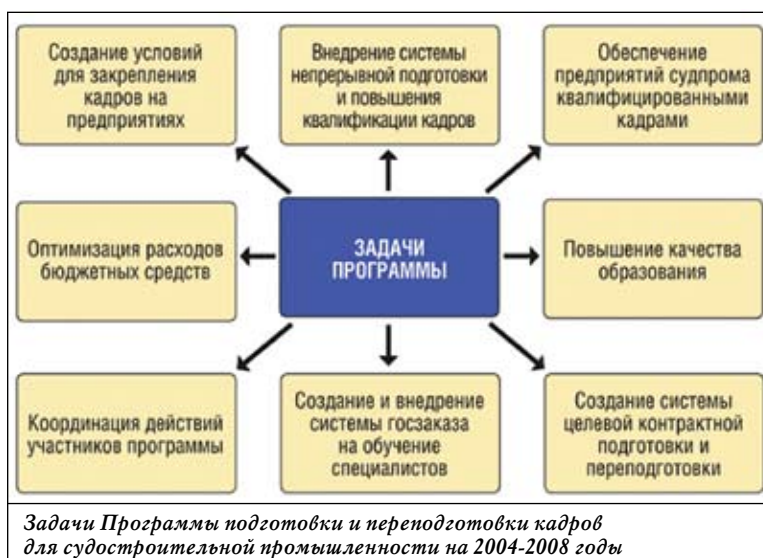 Создание условий
для закрепления
кадров на
предприятиях
Внедрение системы
непрерывной подготовки
и повышения
квалификации кадров
Обеспечение
предприятий судпрома
квалифицированными
кадрами
Оптимизация расходов
бюджетных средств
ЗАДАЧИ
ПРОГРАММЫ
Повышение качества
образования
Координация действий
участников программы
Создание и внедрение
системы госзаказа
на обучение
специалистов
Создание системы
целевой контрактной
подготовки и
переподготовки
Задачи Программы подготовки и переподготовки кадров
для судостроительной промышленности на 2004-2008 годы